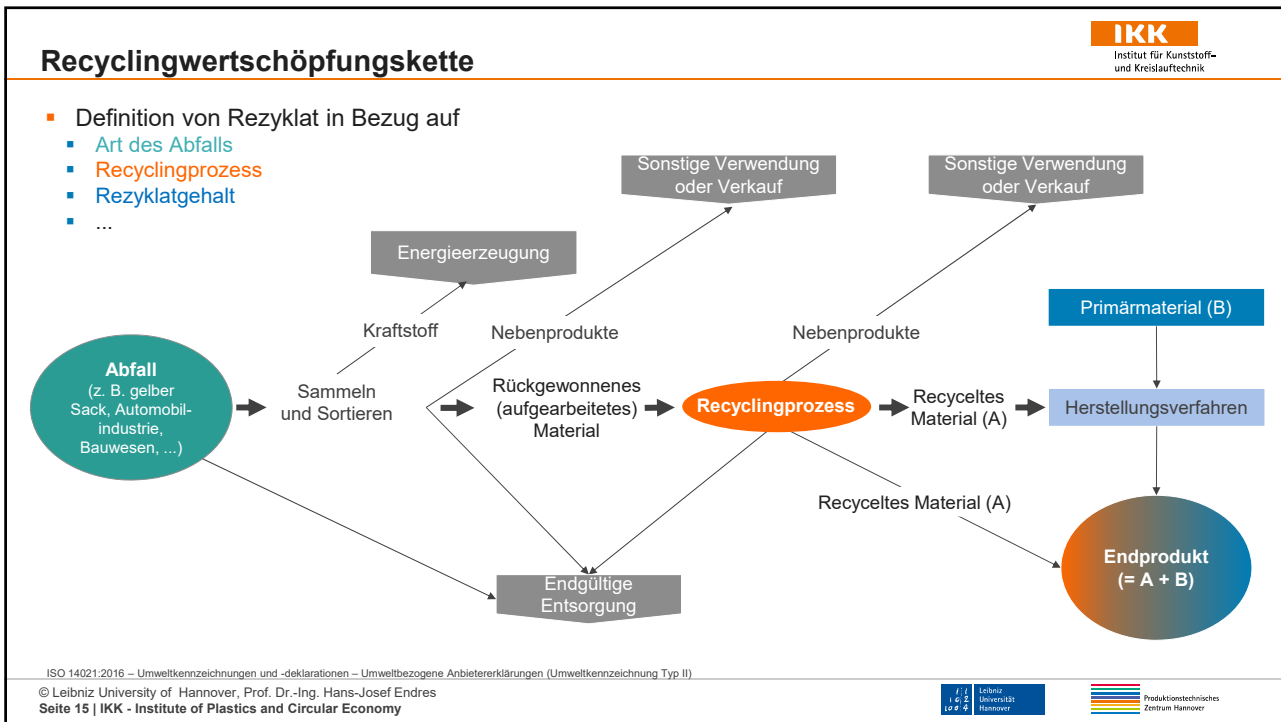 Recyclingwertschöpfungskette
IKK
Institut für Kunststoff-
und Kreislauftechnik
▪ Definition von Rezyklat in Bezug auf
▪ Art des Abfalls
▪ Recyclingprozess
▪ Rezyklatgehalt
▪ ...
Sonstige Verwendung
oder Verkauf
Sonstige Verwendung
oder Verkauf
Energieerzeugung
Kraftstoff
Nebenprodukte
Nebenprodukte
Primärmaterial (B)
Abfall
(z. B. gelber
Sack, Automobil-
industrie,
Bauwesen, ...)
Sammeln
und Sortieren
Rückgewonnenes
(aufgearbeitetes)
Material
Recyclingprozess
Recyceltes
Material (A)
Herstellungsverfahren
Recyceltes Material (A)
Endprodukt
(= A + B)
Endgültige
Entsorgung
ISO 14021:2016 – Umweltkennzeichnungen und -deklarationen – Umweltbezogene Anbietererklärungen (Umweltkennzeichnung Typ II)
© Leibniz University of Hannover, Prof. Dr.-Ing. Hans-Josef Endres
Seite 15 | IKK - Institute of Plastics and Circular Economy
Leibniz
Universität
Hannover
Produktionstechnisches
Zentrum Hannover